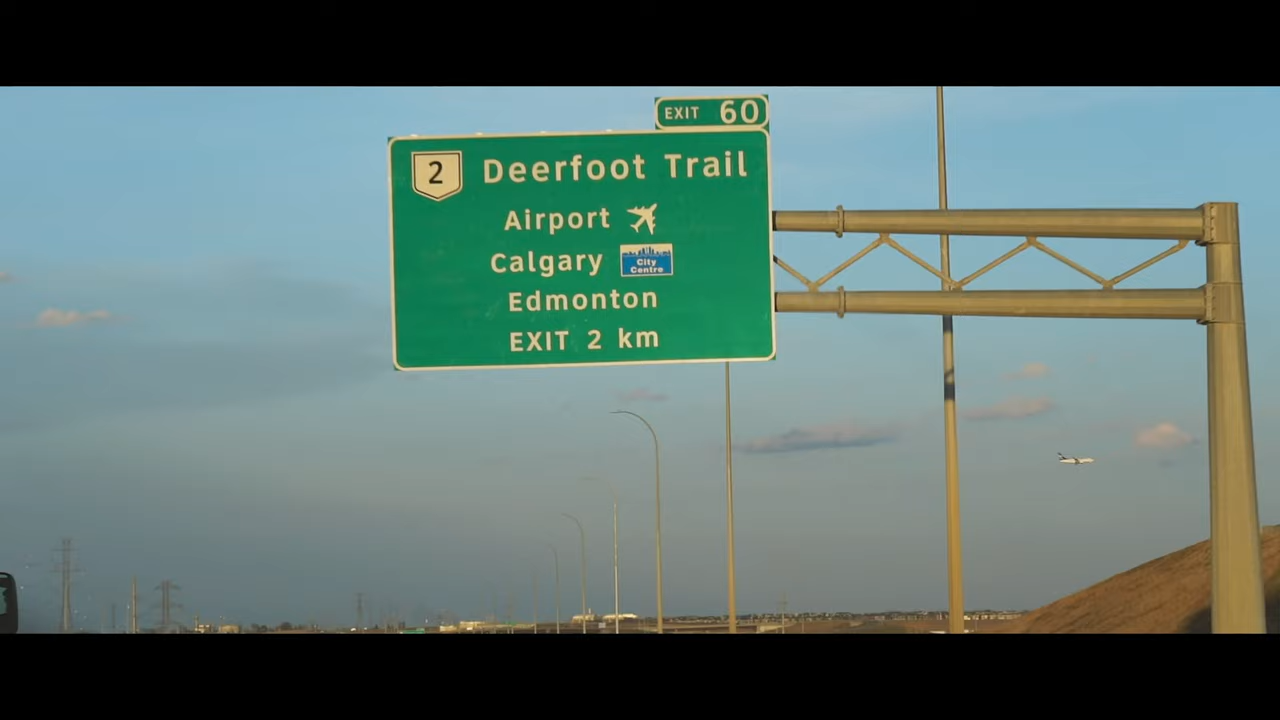 EXIT 60
2 Deerfoot Trail
Airport
Calgary City Centre
Edmonton
EXIT 2 km